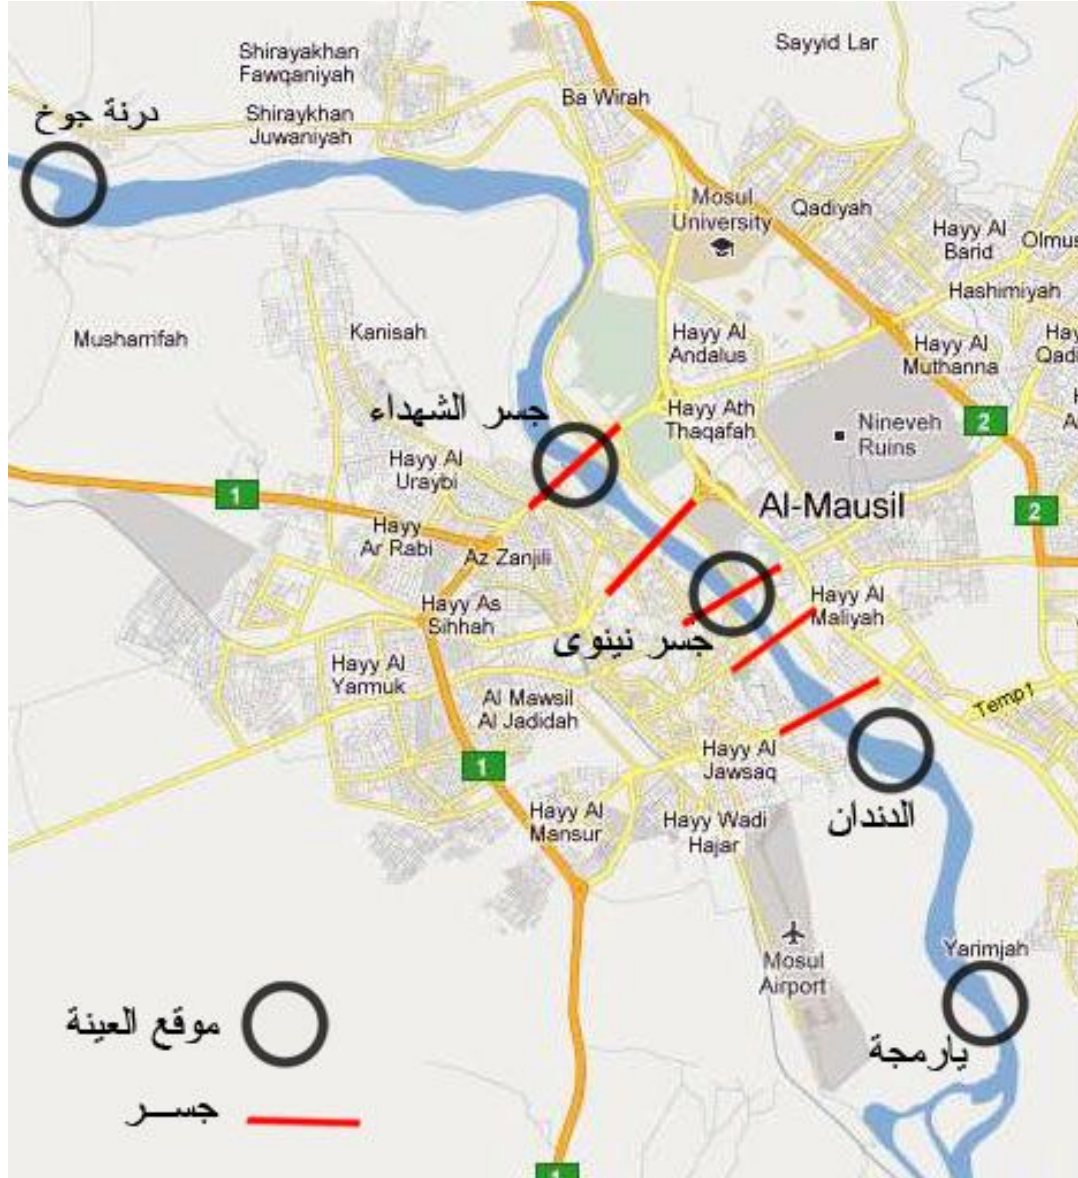 Sayyid Lar
Shirayakhan
Fawqaniyah
Ba Wirah
درنة جوخ
Shiraykhan
Juwaniyah
Mosul
University
Qadiyah
Hayy Al
Barid
Olmus
Hashimiyah
Musharrifah
Kanisah
Hayy Al
Andalus
Hayy Al
Muthanna
Hay
Qadi
جسر الشهداء
Hayy Ath
Thaqafah
Nineveh
Ruins
2
H
A
Hayy Al
Uraybi
1
Al-Mausil
2
Hayy
Ar Rabi
Az Zanjili
Hayy As
Sihhah
Hayy Al
Maliyah
جسر نينوى
Hayy Al
Yarmuk
Al Mawsil
Al Jadidah
Temp1
Hayy Al
Jawsaq
1
الدندان
Hayy Al
Mansur
Hayy Wadi
Hajar
Mosul
Airport
Yarimjah
موقع العينة
يارمجة
جســر
1